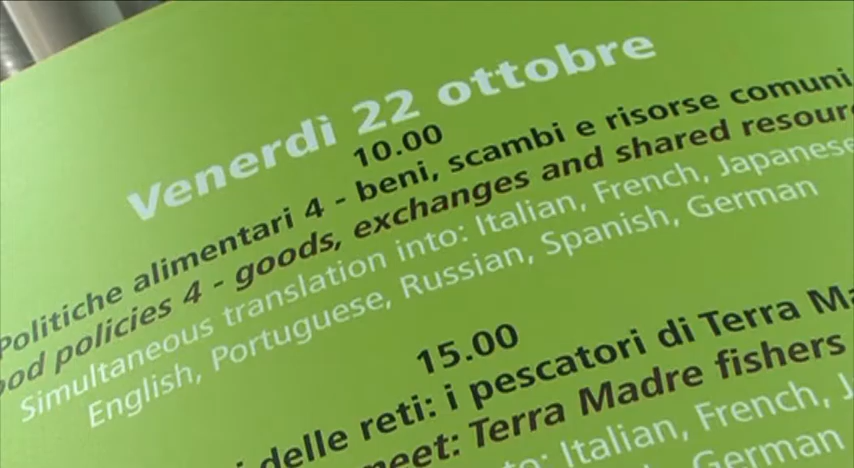 Venerdì 22 ottobre
10.00
Politiche alimentari 4 - beni, scambi e risorse comuni
policies 4 - goods, exchanges and shared
Simultaneous translation into: Italian, French, Japanese,
English, Portuguese, Russian, Spanish, German
15.00
delle reti: i pescatori di Terra
meet: Terra Madre fishers
Italian, French,
German